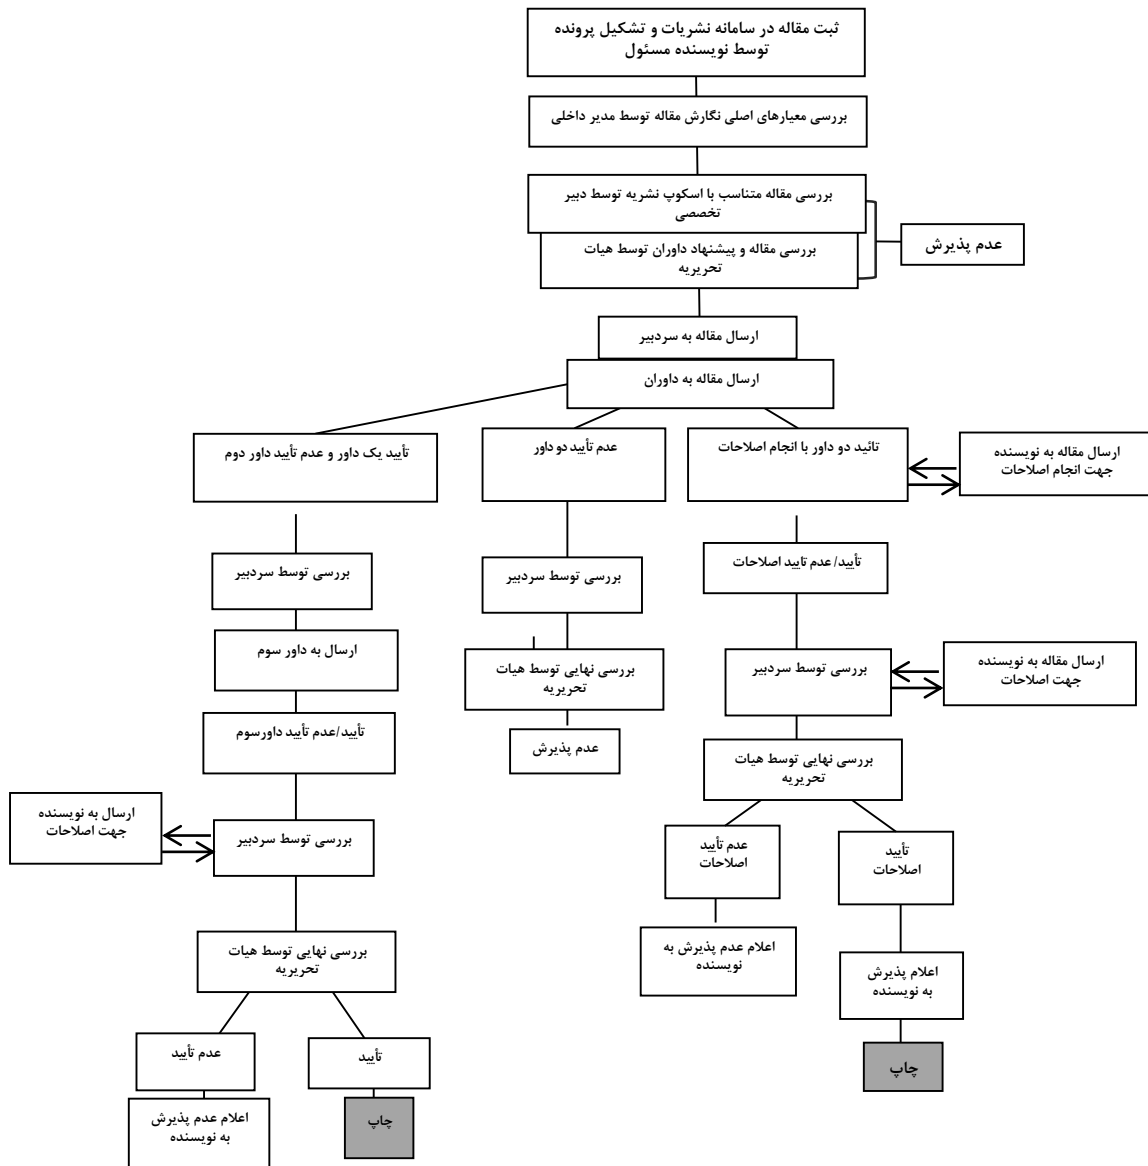 ثبت مقاله در سامانه نشریات و تشکیل پرونده
توسط نویسنده مسئول
بررسی معیارهای اصلی نگارش مقاله توسط مدیر داخلی
بررسی مقاله متناسب با اسکوپ نشریه توسط دبیر
تخصصی
عدم پذیرش
بررسی مقاله و پیشنهاد داوران توسط هیات
تحریریه
ارسال مقاله به سردبیر
ارسال مقاله به داوران
ارسال مقاله به نویسنده
جهت انجام اصلاحات
تائید دو داور با انجام اصلاحات
عدم تأیید دو داور
تأیید یک داور و عدم تأیید داور دوم
تأیید/ عدم تایید اصلاحات
بررسی توسط سردبیر
بررسی توسط سردبیر
ارسال مقاله به نویسنده
جهت اصلاحات
بررسی توسط سردبیر
بررسی نهایی توسط هیات
تحریریه
ارسال به داور سوم
بررسی نهایی توسط هیات
تحریریه
عدم پذیرش
تأیید/عدم تأیید داورسوم
تأیید
اصلاحات
عدم تأیید
اصلاحات
بررسی توسط سردبیر
ارسال به نویسنده
جهت اصلاحات
اعلام پذیرش
به نویسنده
اعلام عدم پذیرش به
نویسنده
بررسی نهایی توسط هیات
تحریریه
چاپ
تأیید
عدم تأیید
چاپ
اعلام عدم پذیرش
به نویسنده